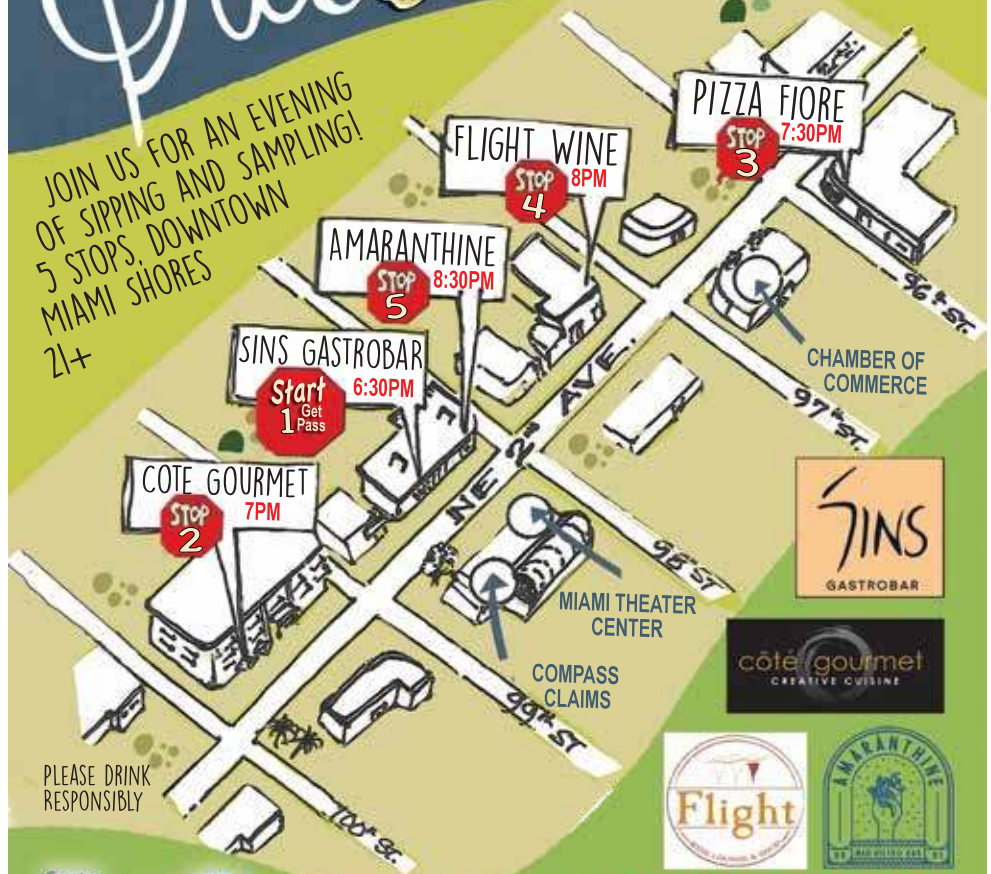 JOIN US FOR AN EVENING
OF SIPPING AND SAMPLING!
5 STOPS, DOWNTOWN
MIAMI SHORES
21+
PIZZA FIORE
STOP
3
7:30PM
FLIGHT WINE
STOP
4
8PM
AMARANTHINE
STOP
5
8:30PM
SINS GASTROBAR
Start
1 Get
Pass
6:30PM
COTE GOURMET
STOP
2
7PM
NE 2nd AVE.
96th ST.
97th ST.
98th ST
99th ST
100th ST.
CHAMBER OF
COMMERCE
MIAMI THEATER
CENTER
COMPASS
CLAIMS
SINS
GASTROBAR
côté gourmet
CREATIVE CUISINE
Flight
AMARANTHINE
PLEASE DRINK
RESPONSIBLY